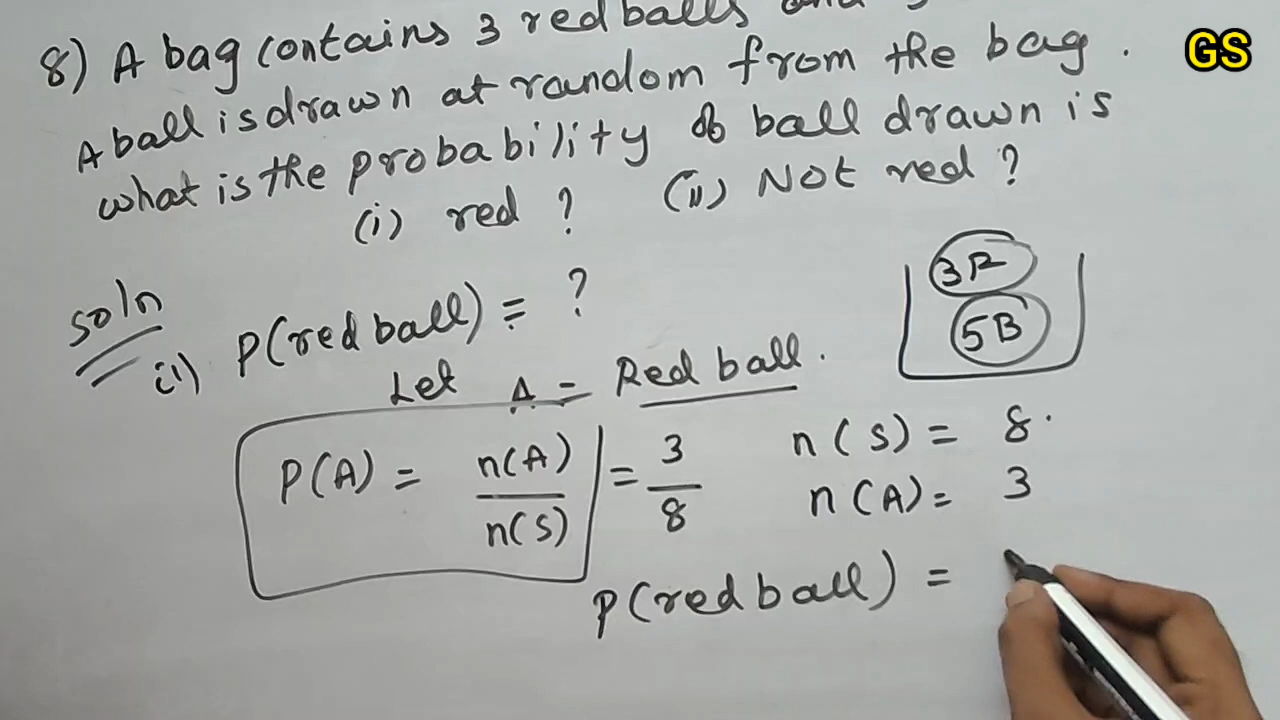 8) A bag contains 3 red balls and 5
GS
A ball is drawn at random from the bag.
what is the probability of ball drawn is
(i) red ? (ii) Not red ?
soln
i) P(red ball) = ?
3R
5B
Let A = Red ball.
P(A) = n(A)/n(S) = 3/8
n(S) = 8.
n(A) = 3
P(red ball) =